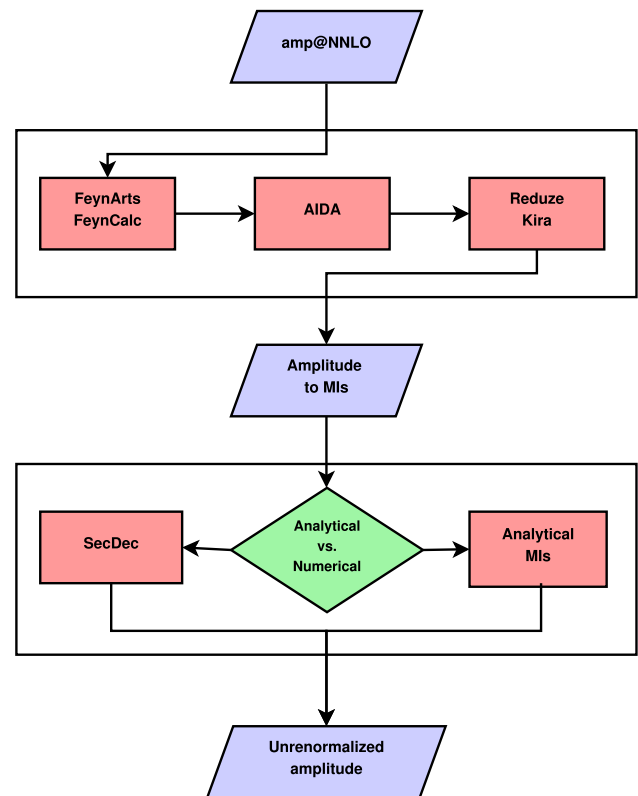 amp@NNLO
FeynArts
FeynCalc
AIDA
Reduze
Kira
Amplitude
to MIs
SecDec
Analytical
vs.
Numerical
Analytical
MIs
Unrenormalized
amplitude